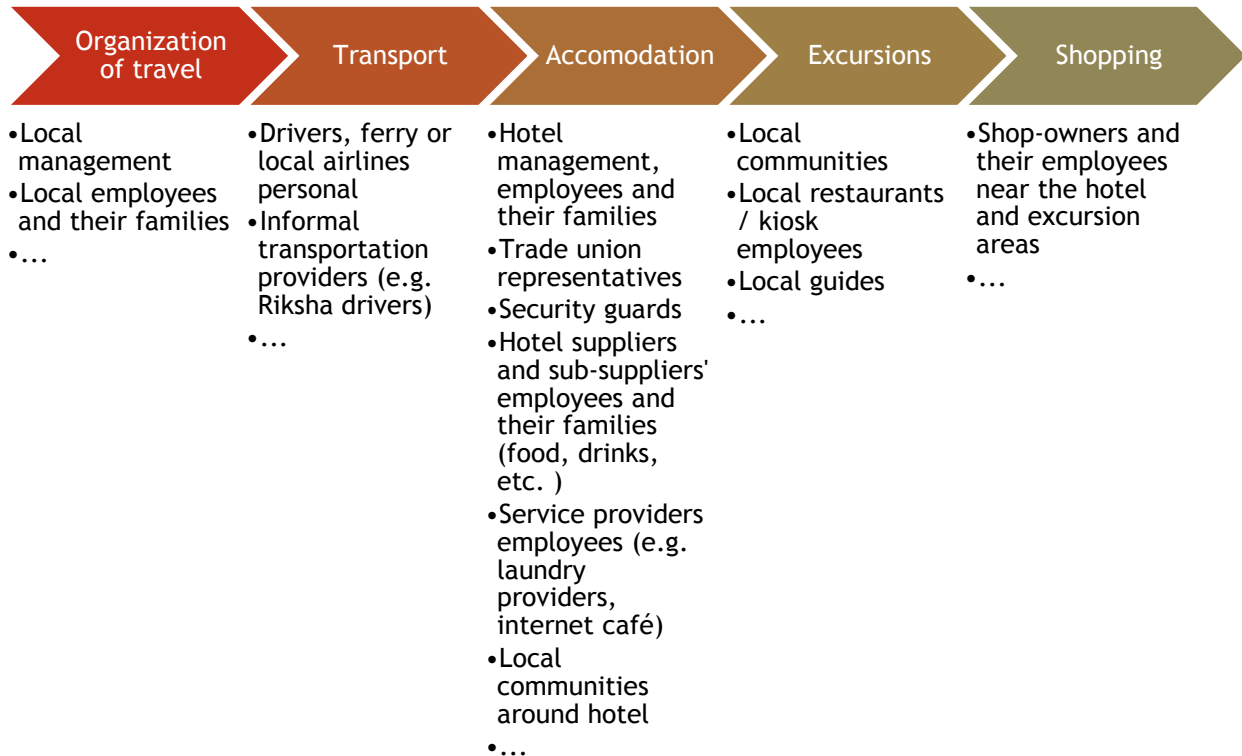 Organization
of travel
Transport
Accomodation
Excursions
Shopping
•Local
management
•Local employees
and their families
•...
•Drivers, ferry or
local airlines
personal
•Informal
transportation
providers (e.g.
Riksha drivers)
•...
•Hotel
management,
employees and
their families
•Trade union
representatives
•Security guards
•Hotel suppliers
and sub-suppliers'
employees and
their families
(food, drinks,
etc. )
•Service providers
employees (e.g.
laundry
providers,
internet café)
•Local
communities
around hotel
•...
•Local
communities
•Local restaurants
/ kiosk
employees
•Local guides
•...
•Shop-owners and
their employees
near the hotel
and excursion
areas
•...